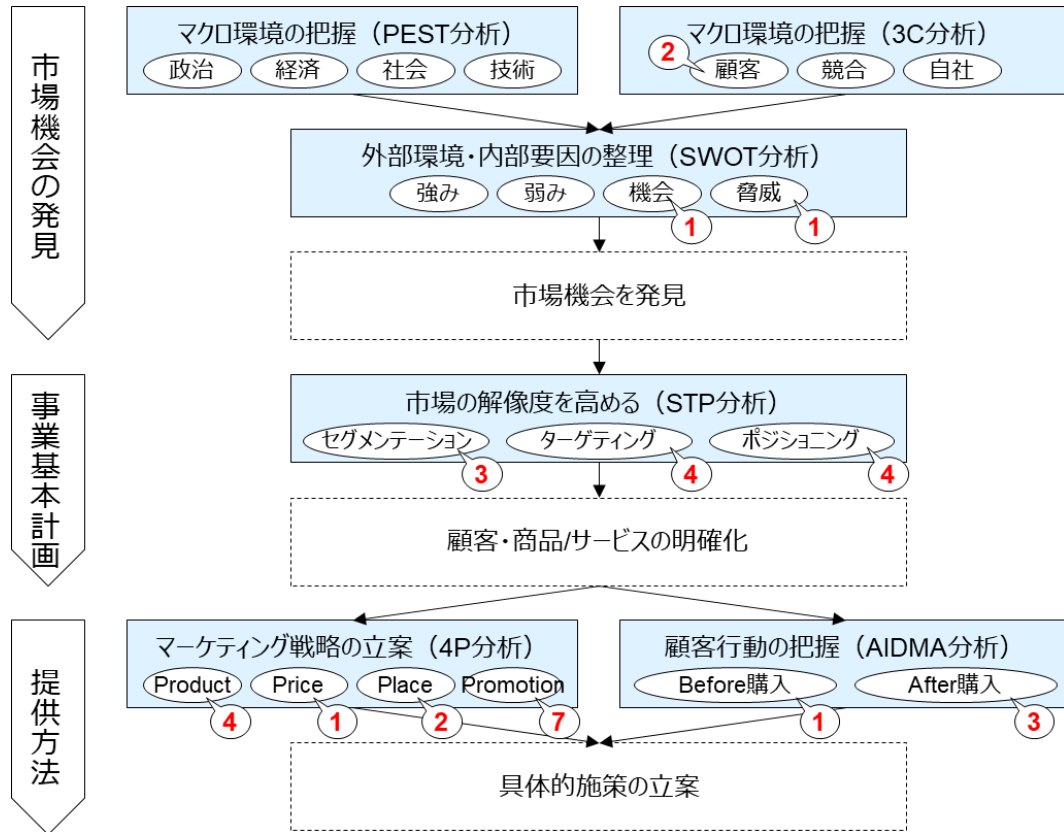 市場機会の発見
マクロ環境の把握（PEST分析）
政治 経済 社会 技術
マクロ環境の把握（3C分析）
2
顧客 競合 自社
外部環境・内部要因の整理（SWOT分析）
強み 弱み 機会 脅威
1 1
市場機会を発見
事業基本計画
市場の解像度を高める（STP分析）
セグメンテーション ターゲティング ポジショニング
3 4 4
顧客・商品/サービスの明確化
提供方法
マーケティング戦略の立案（4P分析）
Product Price Place Promotion
4 1 2 7
顧客行動の把握（AIDMA分析）
Before購入 After購入
1 3
具体的施策の立案